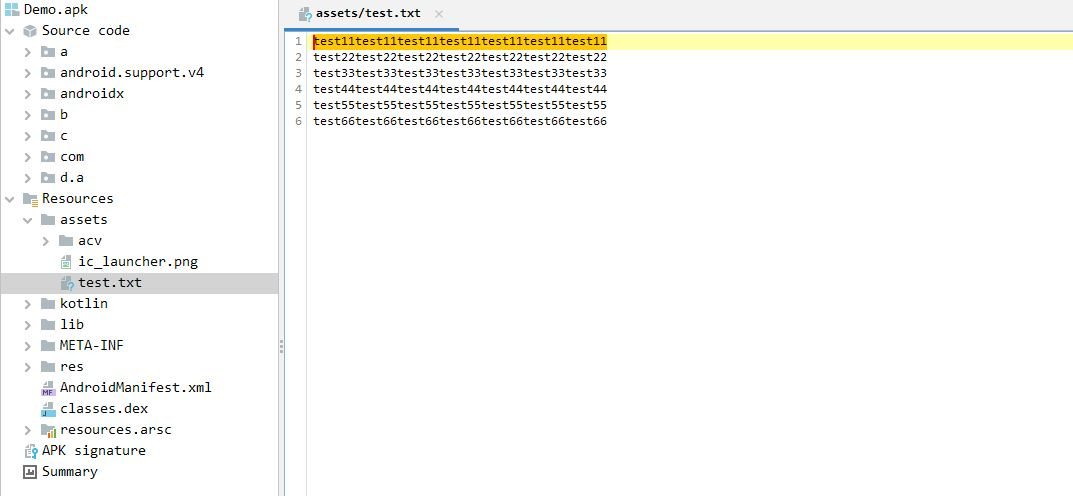 Demo.apk
Source code
a
android.support.v4
androidx
b
c
com
d.a
Resources
assets
acv
ic_launcher.png
test.txt
kotlin
lib
META-INF
res
MF
AndroidManifest.xml
J
classes.dex
resources.arsc
APK signature
Summary
assets/test.txt
1 test11test11test11test11test11test11test11
2 test22test22test22test22test22test22test22
3 test33test33test33test33test33test33test33
4 test44test44test44test44test44test44test44
5 test55test55test55test55test55test55test55
6 test66test66test66test66test66test66test66